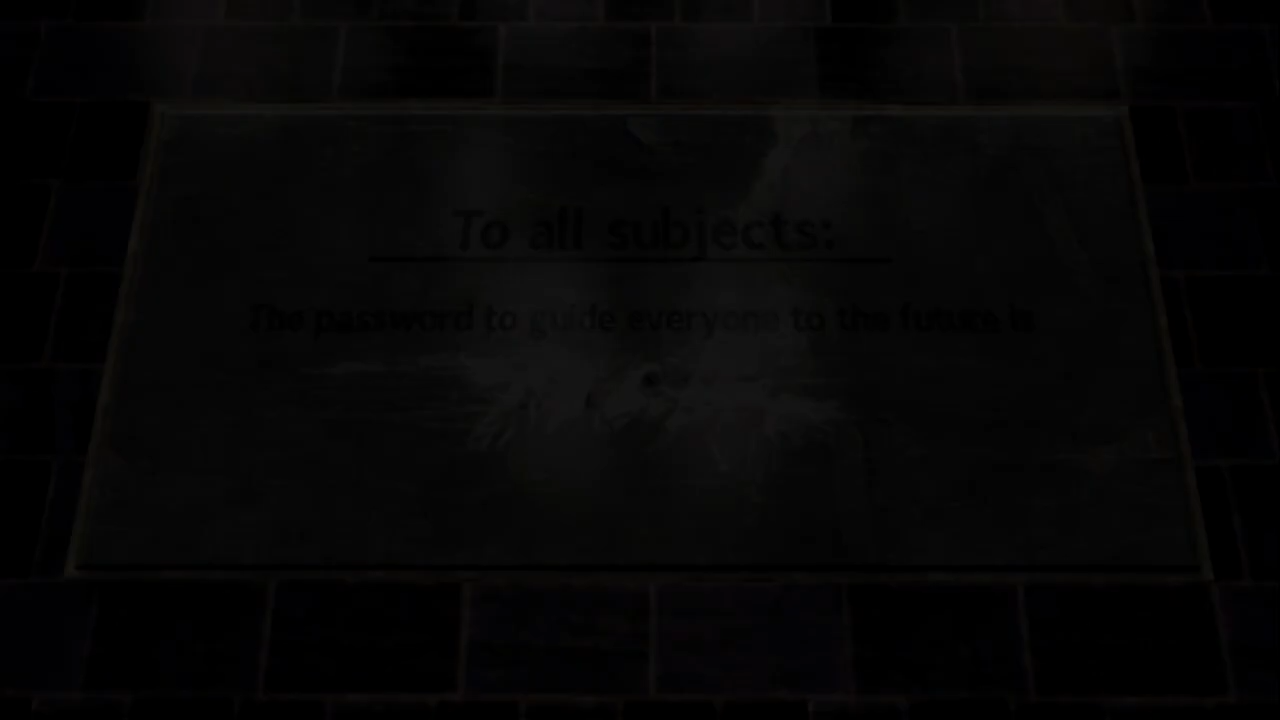 To all subjects:
The password to guide everyone to the future is